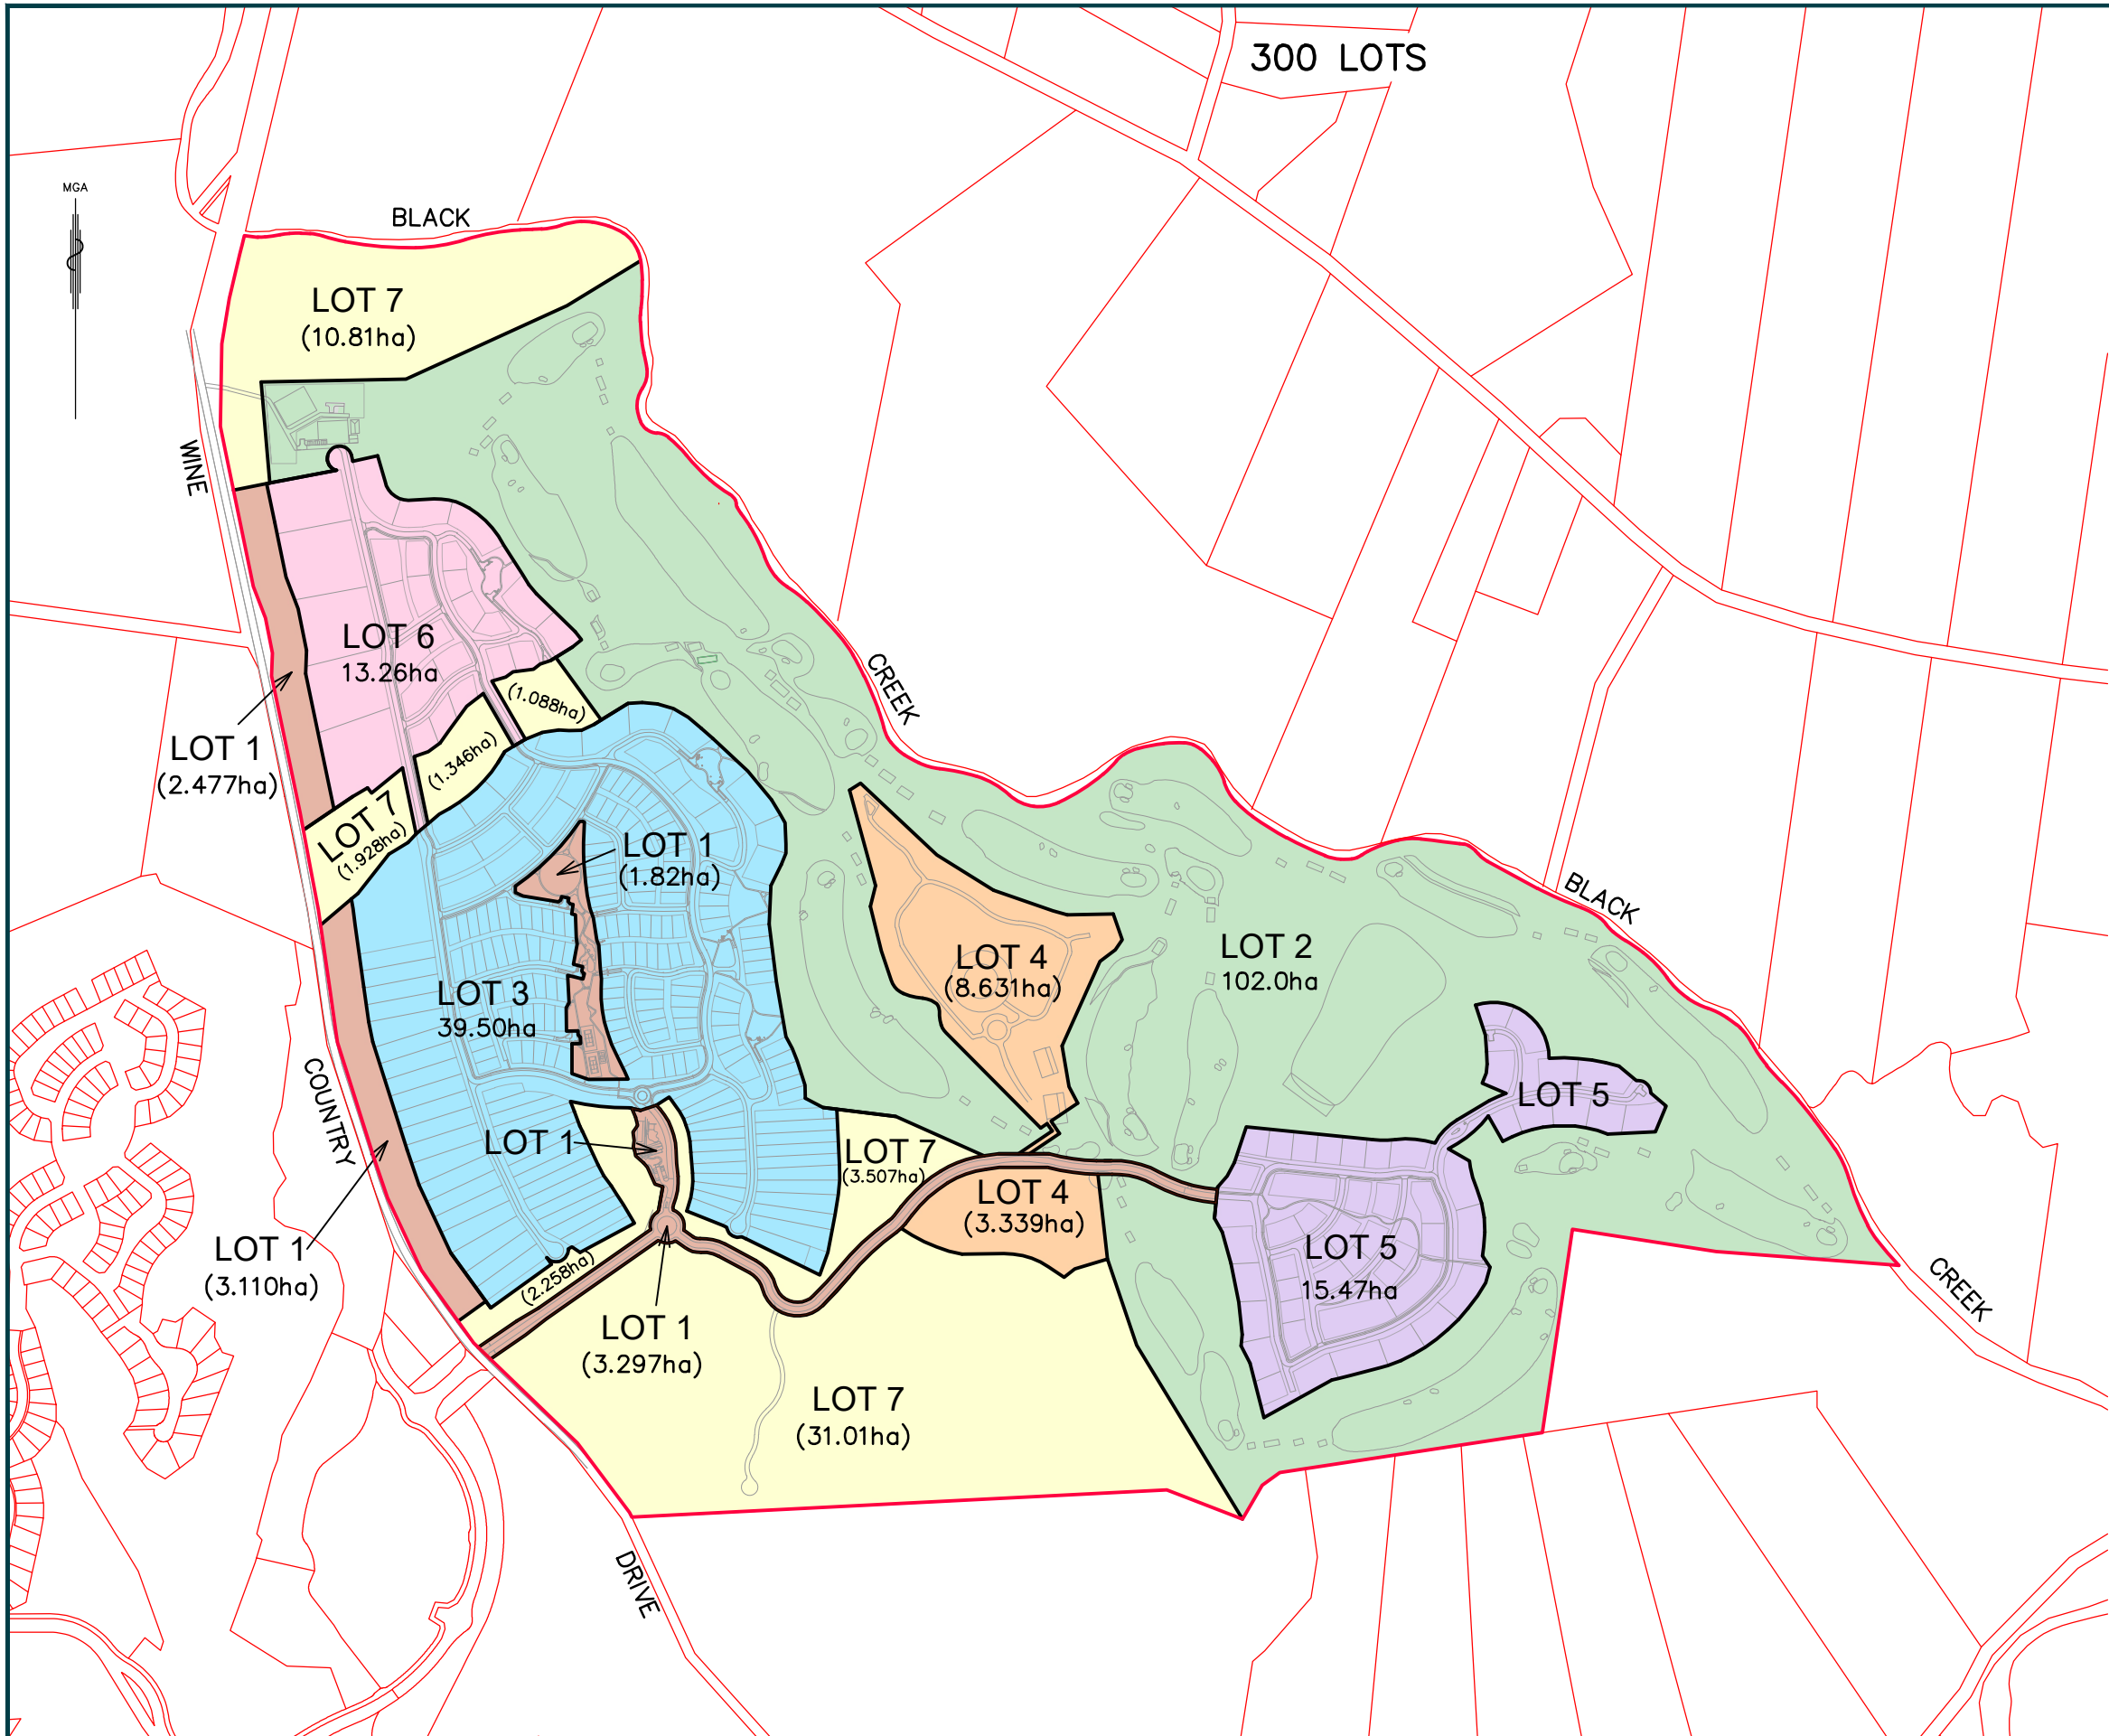 300 LOTS
MGA
BLACK
LOT 7
(10.81ha)
WINE
LOT 6
13.26ha
CREEK
(1.088ha)
LOT 1
(2.477ha)
(1.346ha)
LOT 7
(1.928ha)
LOT 1
(1.82ha)
BLACK
LOT 2
102.0ha
LOT 4
(8.631ha)
LOT 3
39.50ha
COUNTRY
LOT 5
LOT 1
LOT 7
(3.507ha)
LOT 4
(3.339ha)
LOT 1
(3.110ha)
LOT 5
15.47ha
CREEK
(2.258ha)
LOT 1
(3.297ha)
LOT 7
(31.01ha)
DRIVE